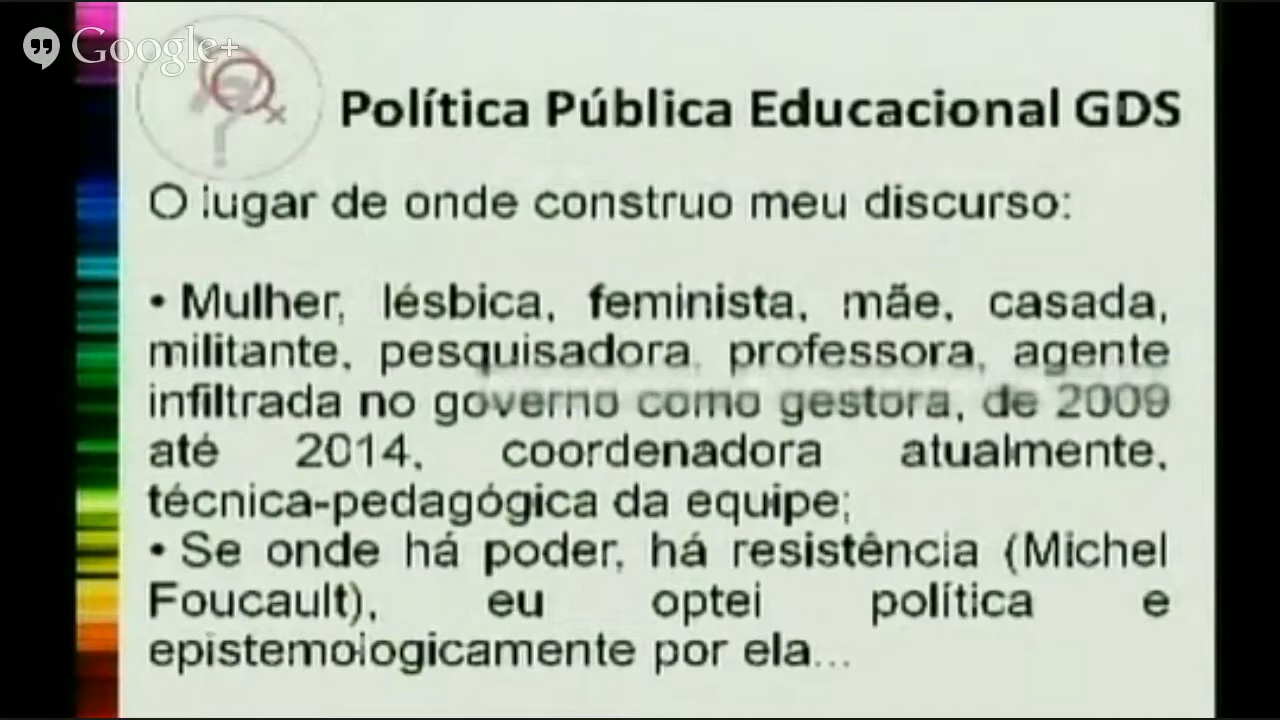 Google+
Política Pública Educacional GDS
O lugar de onde construo meu discurso:
• Mulher, lésbica, feminista, mãe, casada,
militante, pesquisadora, professora, agente
infiltrada no governo como gestora, de 2009
até 2014, coordenadora atualmente,
técnica-pedagógica da equipe;
• Se onde há poder, há resistência (Michel
Foucault), eu optei política e
epistemologicamente por ela...